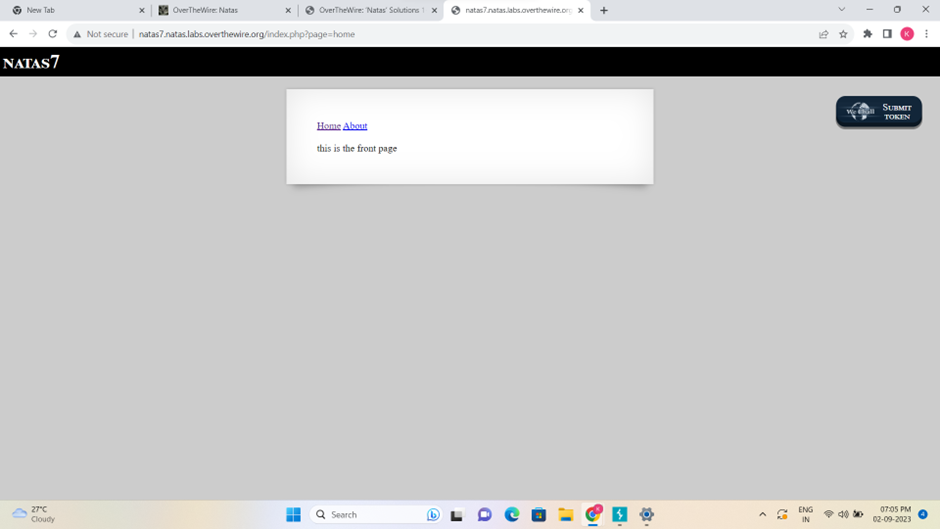 New Tab
OverTheWire: Natas
OverTheWire: 'Natas' Solutions 1
natas7.natas.labs.overthewire.org
Not secure
natas7.natas.labs.overthewire.org/index.php?page=home
K
NATAS7
SUBMIT
TOKEN
Home About
this is the front page
27°C
Cloudy
Search
ENG
IN
07:05 PM
02-09-2023
4